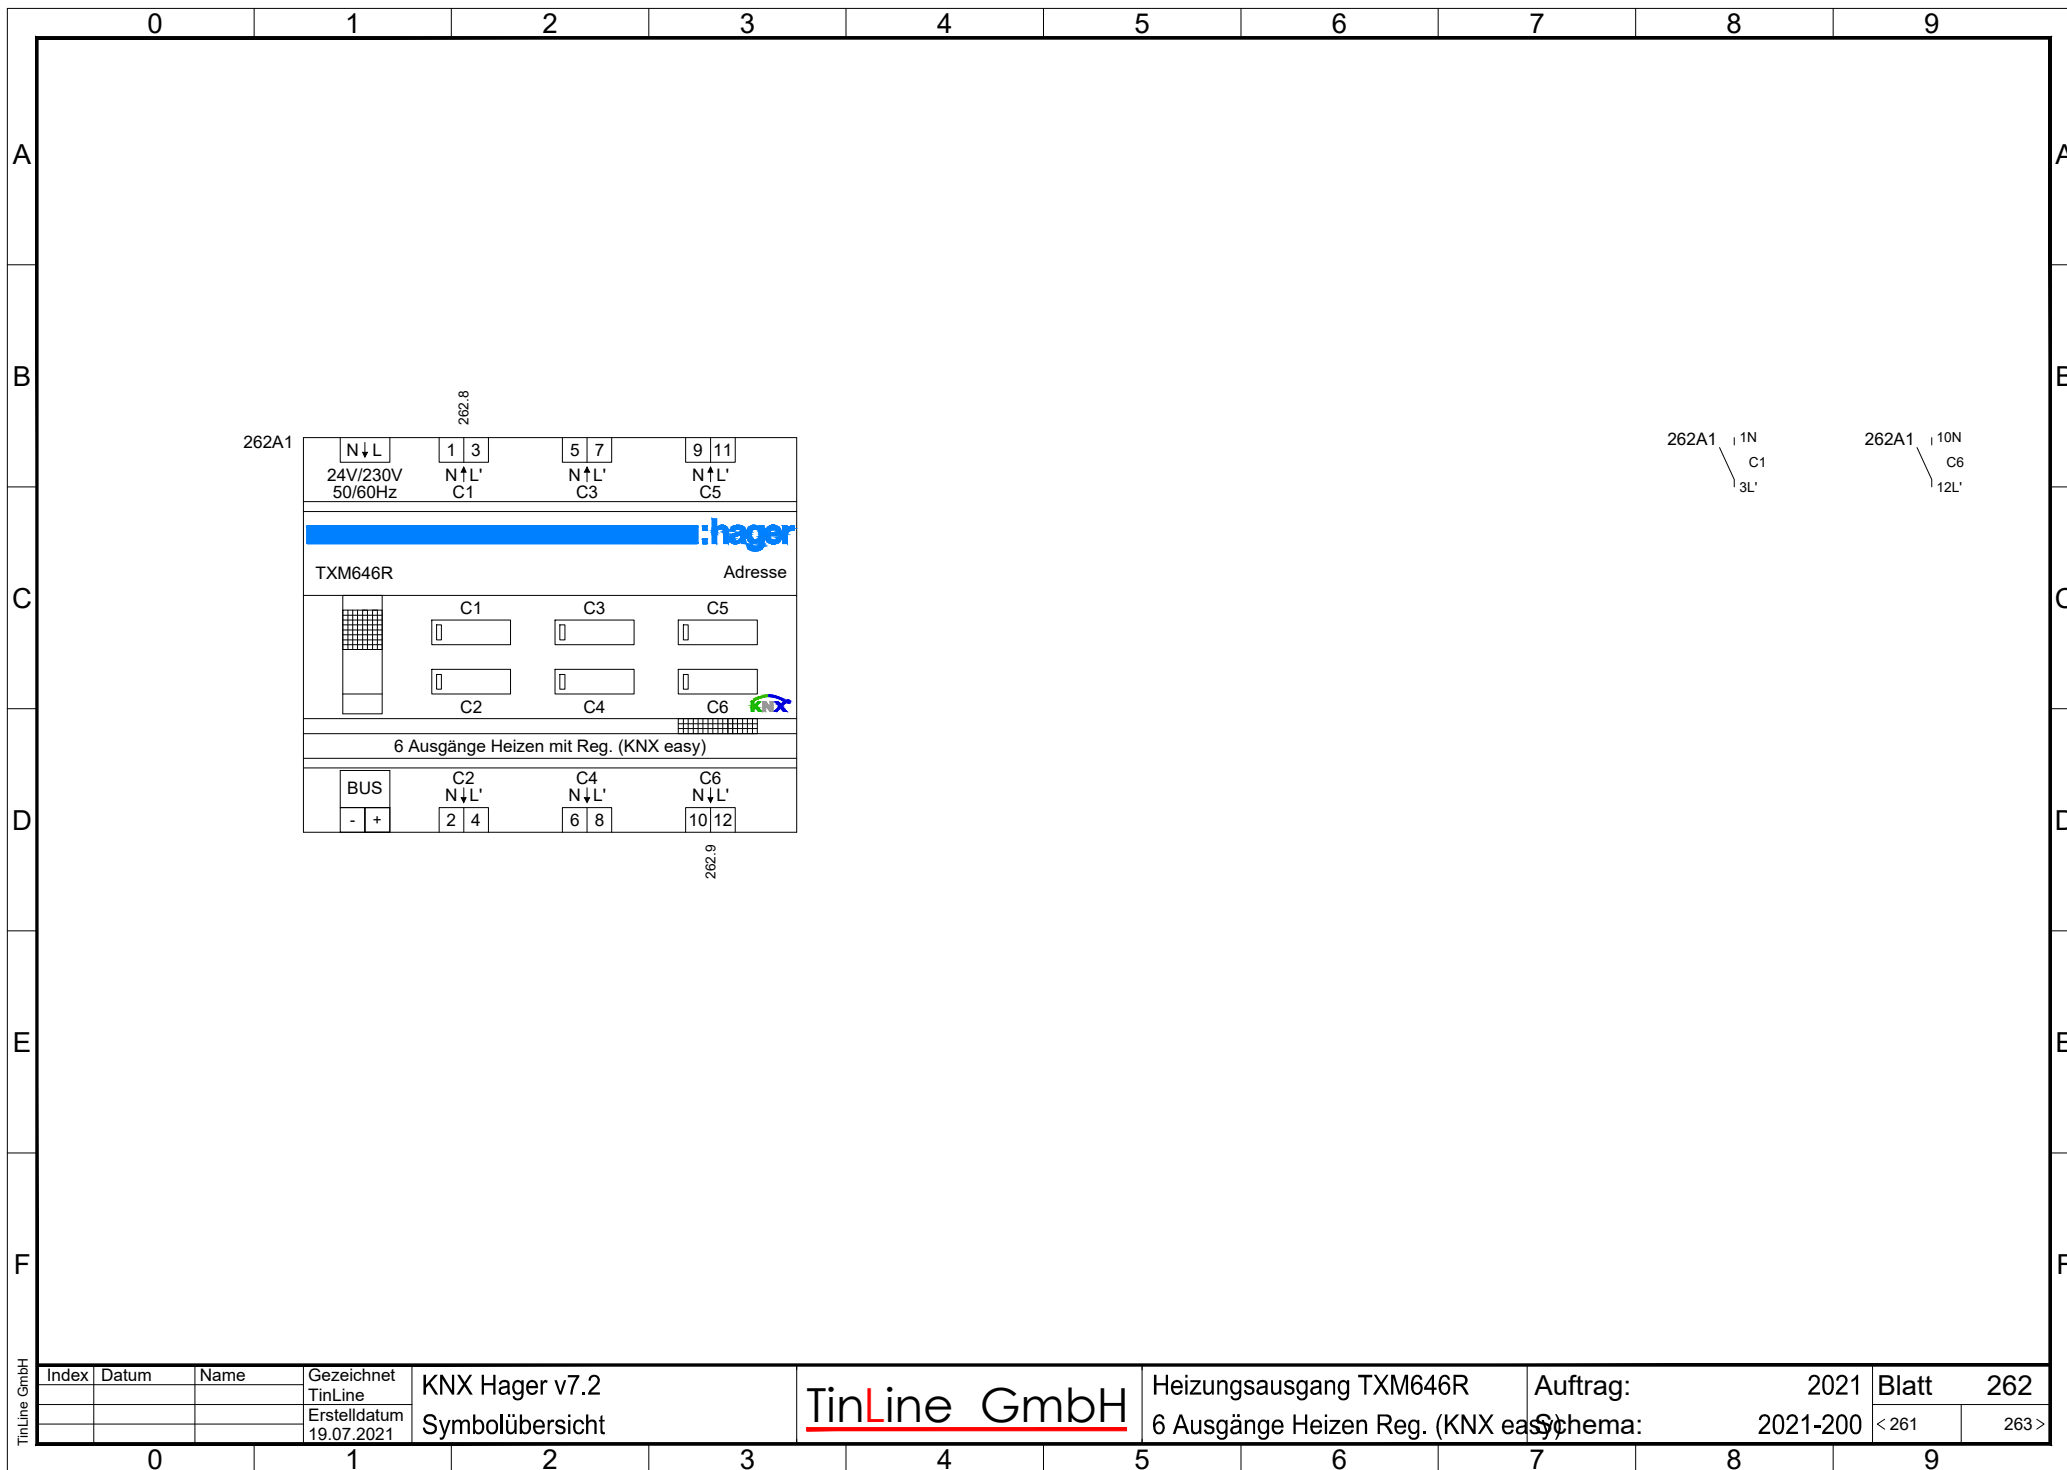 0 1 2 3 4 5 6 7 8 9
A A
B B
C C
D D
E E
F F
262.8
262A1
N L 1 3 5 7 9 11
24V/230V N L' N L' N L'
50/60Hz C1 C3 C5
:hager
TXM646R Adresse
C1 C3 C5
C2 C4 C6 KNX
6 Ausgänge Heizen mit Reg. (KNX easy)
BUS C2 C4 C6
N L' N L' N L'
- + 2 4 6 8 10 12
262.9
262A1 1N
C1
3L'
262A1 10N
C6
12L'
TinLine GmbH
Index Datum Name
Gezeichnet
TinLine
Erstelldatum
19.07.2021
KNX Hager v7.2
Symbolübersicht
TinLine GmbH
Heizungsausgang TXM646R
6 Ausgänge Heizen Reg. (KNX easy)
Auftrag: 2021
Schema: 2021-200
Blatt 262
< 261 263 >
0 1 2 3 4 5 6 7 8 9